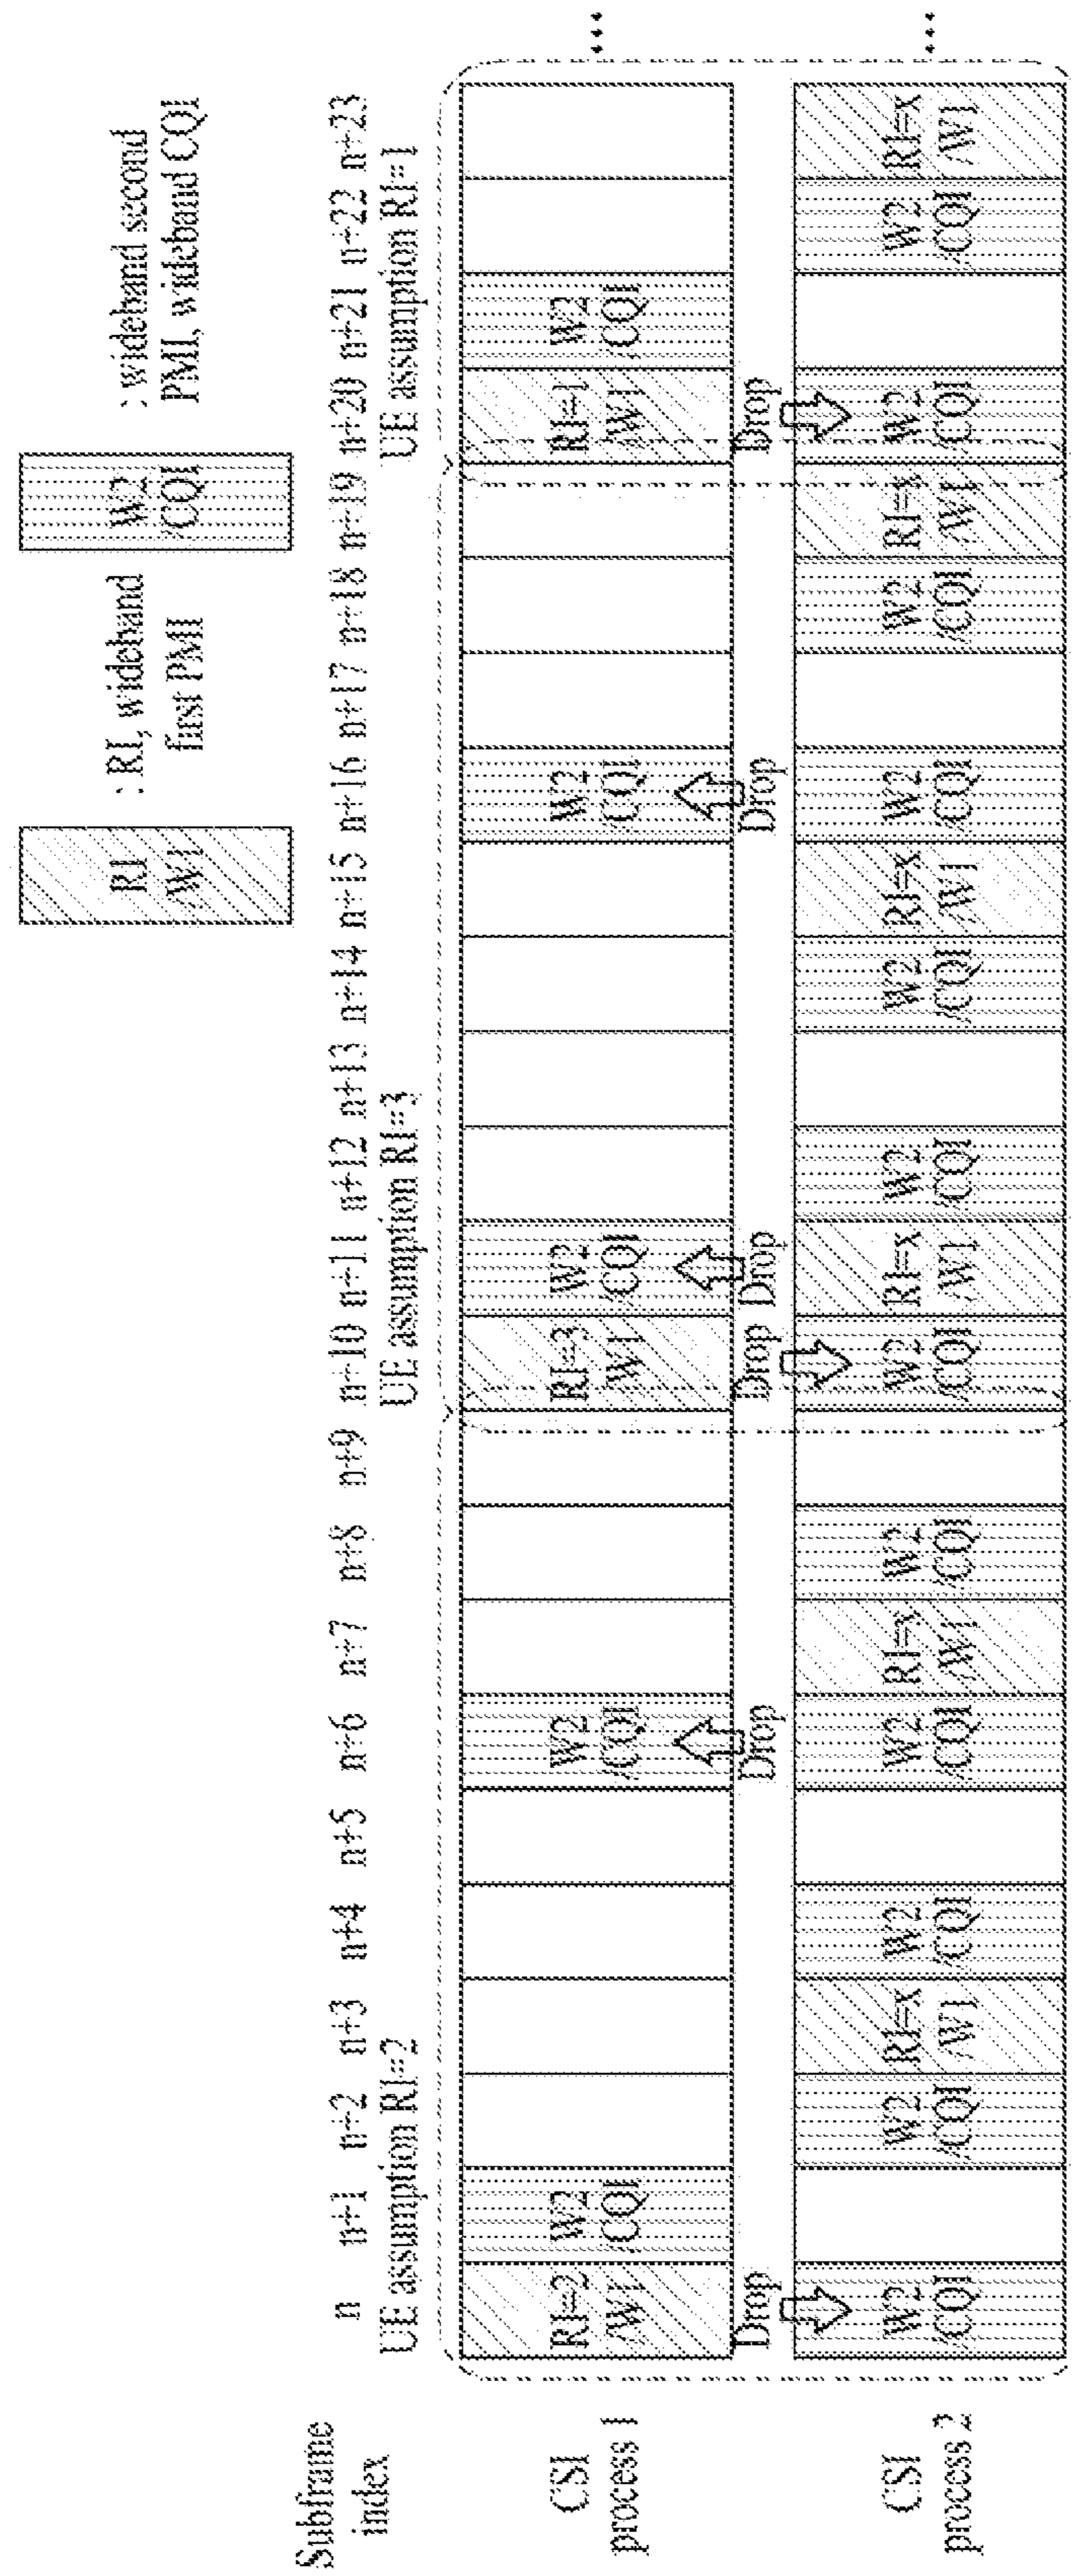 RI
/W1
: RI, wideband
first PMI
W2
/CQI
: wideband second
PMI, wideband CQI
Subframe
index
n n+1 n+2 n+3 n+4 n+5 n+6 n+7 n+8 n+9 n+10 n+11 n+12 n+13 n+14 n+15 n+16 n+17 n+18 n+19 n+20 n+21 n+22 n+23
UE assumption RI=2
UE assumption RI=3
UE assumption RI=1
CSI
process 1
RI=2
/W1
W2
/CQI
W2
/CQI
RI=3
/W1
W2
/CQI
W2
/CQI
RI=1
/W1
W2
/CQI
...
Drop
Drop
Drop
Drop
Drop
Drop
CSI
process 2
W2
/CQI
W2
/CQI
RI=x
/W1
W2
/CQI
W2
/CQI
RI=x
/W1
W2
/CQI
W2
/CQI
RI=x
/W1
W2
/CQI
W2
/CQI
RI=x
/W1
W2
/CQI
W2
/CQI
RI=x
/W1
W2
/CQI
W2
/CQI
RI=x
/W1
...